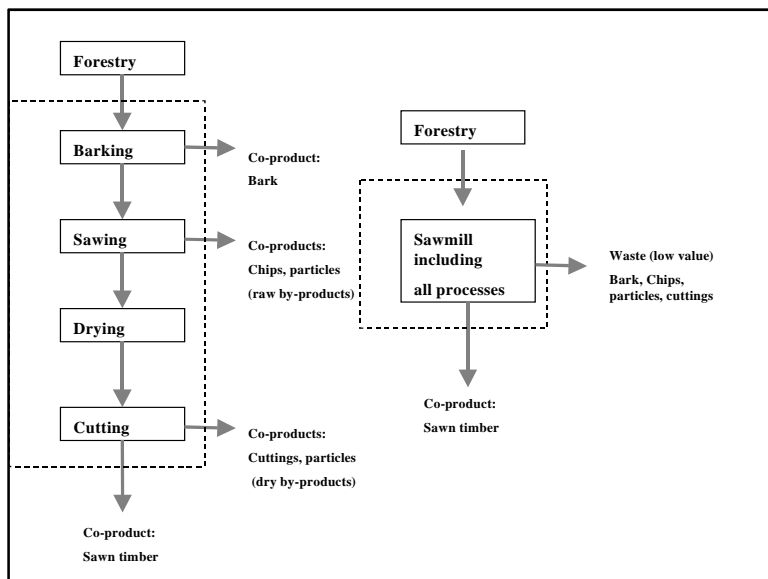 Forestry
Barking
Co-product:
Bark
Sawing
Co-products:
Chips, particles
(raw by-products)
Drying
Cutting
Co-products:
Cuttings, particles
(dry by-products)
Co-product:
Sawn timber
Forestry
Sawmill
including
all processes
Waste (low value)
Bark, Chips,
particles, cuttings
Co-product:
Sawn timber